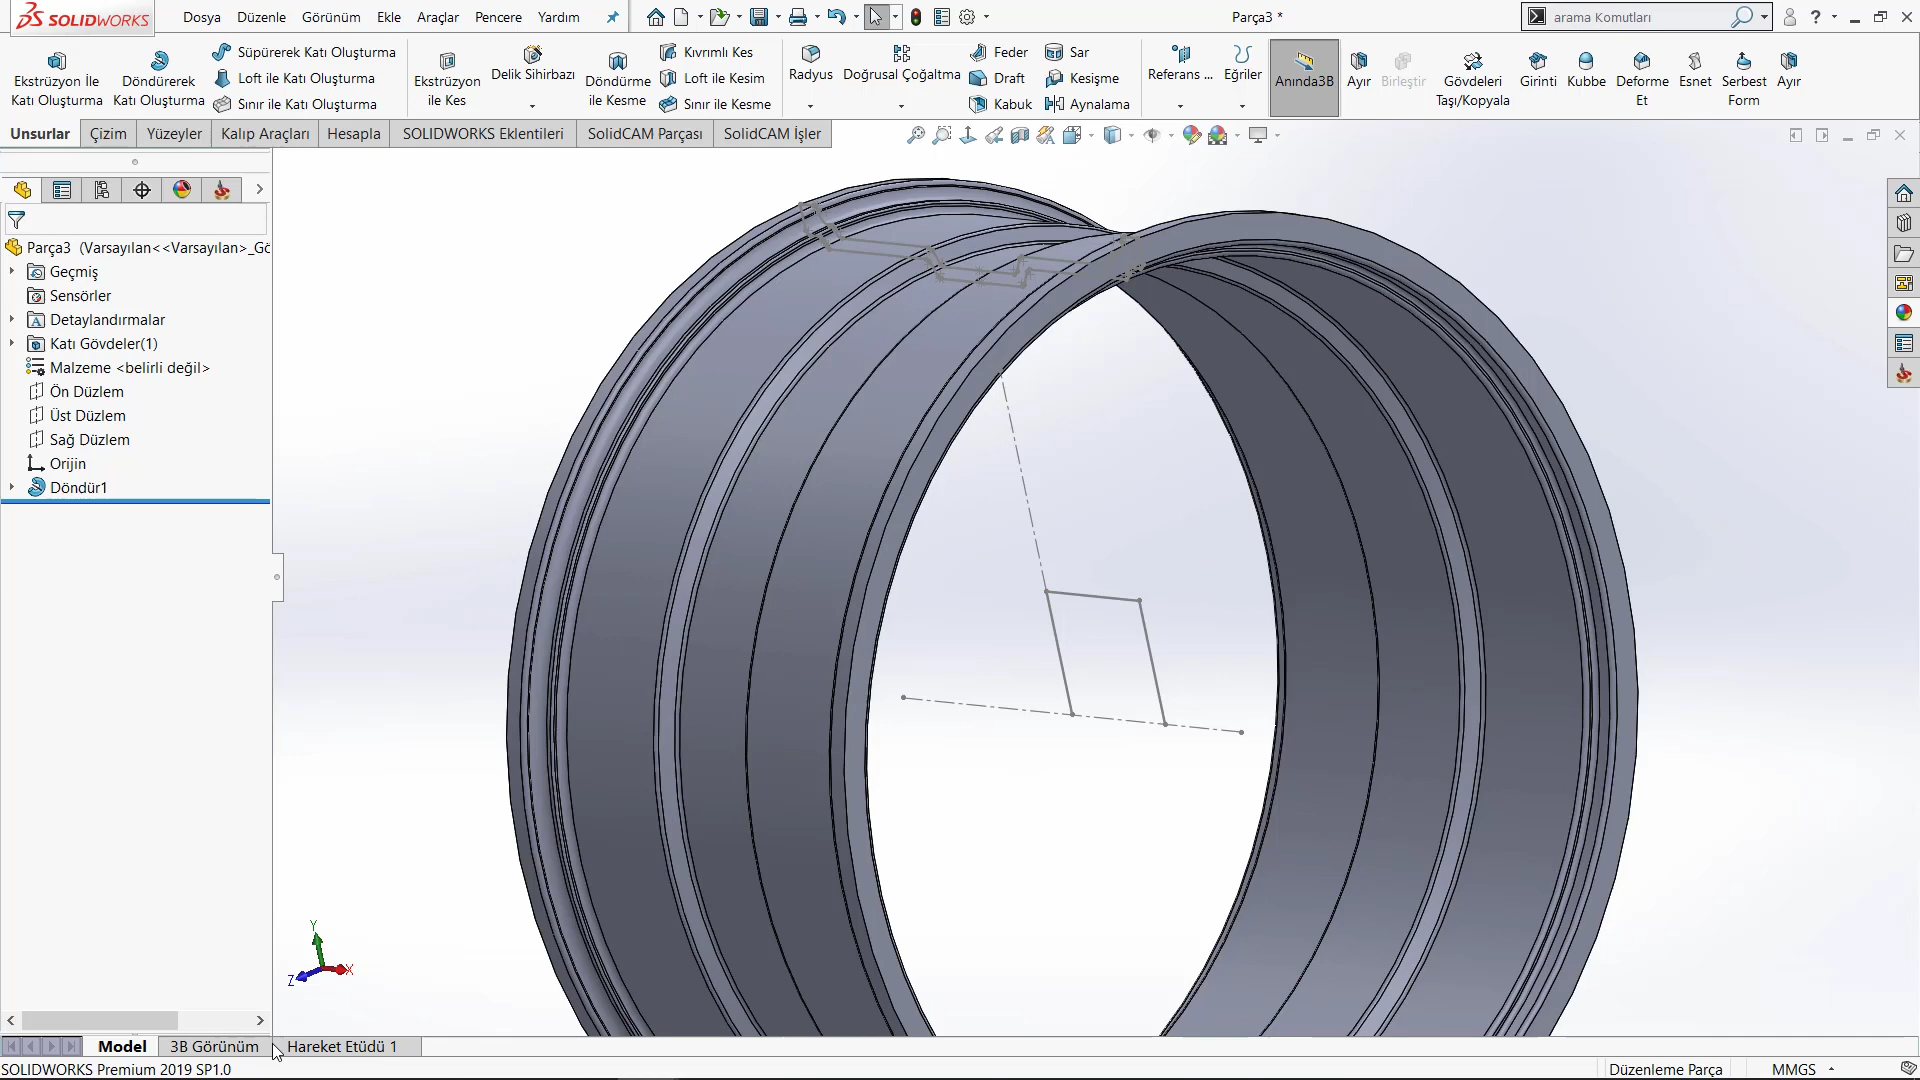 SOLIDWORKS
Dosya Düzenle Görünüm Ekle Araçlar Pencere Yardım
Parça3 *
arama Komutları
Ekstrüzyon İle Katı Oluşturma
Döndürerek Katı Oluşturma
Süpürerek Katı Oluşturma
Loft ile Katı Oluşturma
Sınır ile Katı Oluşturma
Ekstrüzyon ile Kes
Delik Sihirbazı
Döndürme ile Kesme
Kıvrımlı Kes
Loft ile Kesim
Sınır ile Kesme
Radyus
Doğrusal Çoğaltma
Feder
Draft
Kabuk
Sar
Kesişme
Aynalama
Referans ...
Eğriler
Anında3B
Ayır
Birleştir
Gövdeleri Taşı/Kopyala
Girinti
Kubbe
Deforme Et
Esnet
Serbest Form
Ayır
Unsurlar Çizim Yüzeyler Kalıp Araçları Hesapla SOLIDWORKS Eklentileri SolidCAM Parçası SolidCAM İşler
Parça3 (Varsayılan<<Varsayılan>_Gö
Geçmiş
Sensörler
Detaylandırmalar
Katı Gövdeler(1)
Malzeme <belirli değil>
Ön Düzlem
Üst Düzlem
Sağ Düzlem
Orijin
Döndür1
Y
Z
X
Model 3B Görünüm Hareket Etüdü 1
SOLIDWORKS Premium 2019 SP1.0
Düzenleme Parça
MMGS